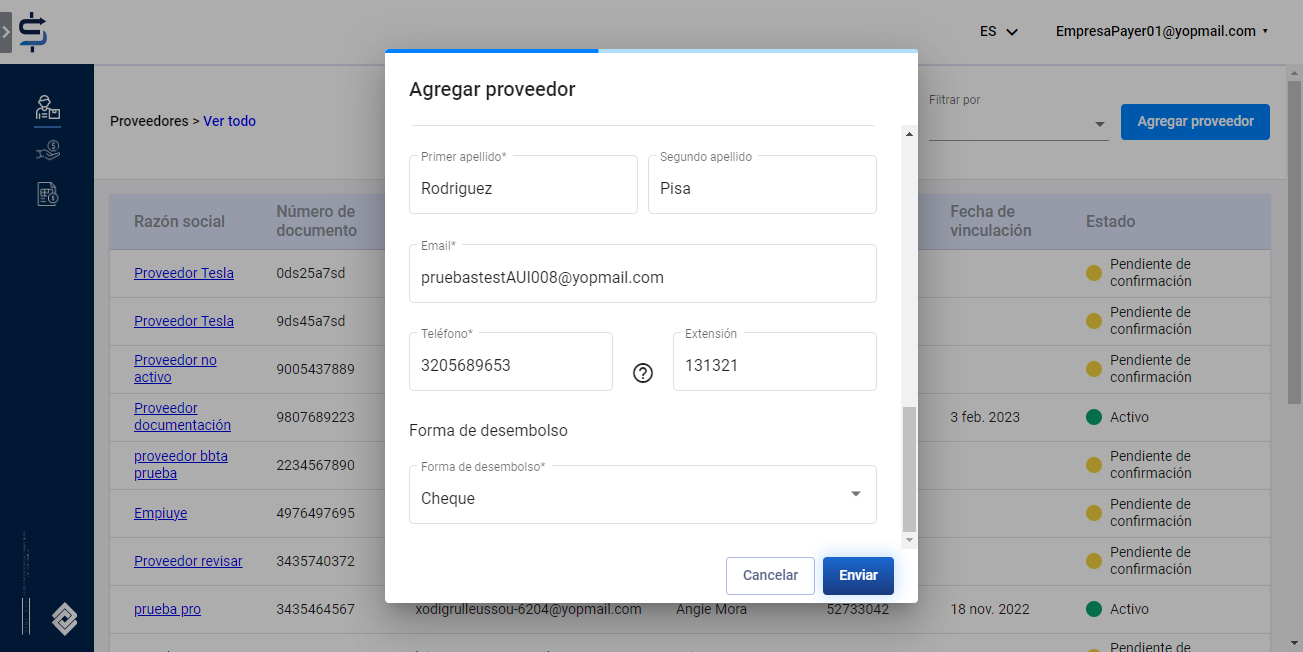 ES
EmpresaPayer01@yopmail.com
Proveedores > Ver todo
Filtrar por
Agregar proveedor
Razón social
Número de
documento
Fecha de
vinculación
Estado
Proveedor Tesla
0ds25a7sd
Pendiente de
confirmación
Proveedor Tesla
9ds45a7sd
Pendiente de
confirmación
Proveedor no
activo
9005437889
Pendiente de
confirmación
Proveedor
documentación
9807689223
3 feb. 2023
Activo
proveedor bbta
prueba
2234567890
Pendiente de
confirmación
Empiuye
4976497695
Pendiente de
confirmación
Proveedor revisar
3435740372
Pendiente de
confirmación
prueba pro
3435464567
xodigrulleussou-6204@yopmail.com
Angie Mora
52733042
18 nov. 2022
Activo
Pendiente de
Agregar proveedor
Primer apellido*
Rodriguez
Segundo apellido
Pisa
Email*
pruebastestAUI008@yopmail.com
Teléfono*
3205689653
Extensión
131321
Forma de desembolso
Forma de desembolso*
Cheque
Cancelar
Enviar